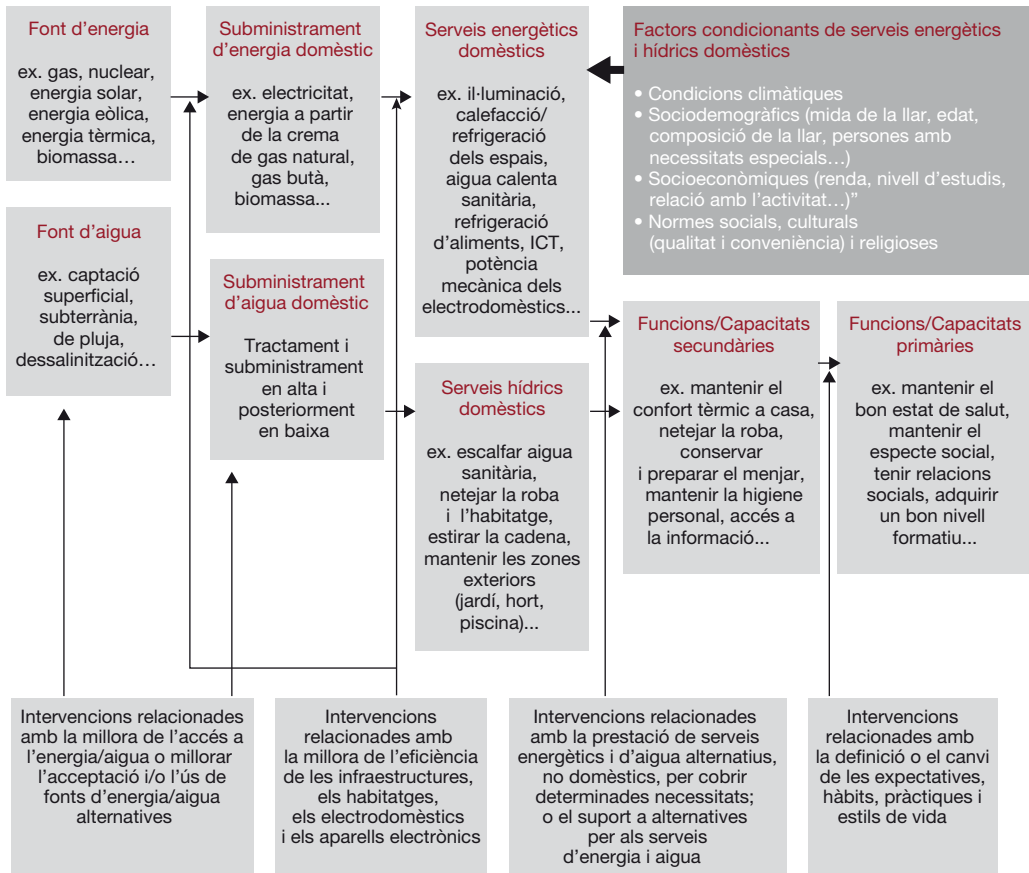 Font d'energia
ex. gas, nuclear,
energia solar,
energia eòlica,
energia tèrmica,
biomassa…
Subministrament
d'energia domèstic
ex. electricitat,
energia a partir
de la crema
de gas natural,
gas butà,
biomassa...
Serveis energètics
domèstics
ex. il·luminació,
calefacció/
refrigeració
dels espais,
aigua calenta
sanitària,
refrigeració
d'aliments, ICT,
potència
mecànica dels
electrodomèstics...
Factors condicionants de serveis energètics
i hídrics domèstics
• Condicions climàtiques
• Sociodemogràfics (mida de la llar, edat,
composició de la llar, persones amb
necessitats especials…)
• Socioeconòmiques (renda, nivell d'estudis,
relació amb l'activitat…)”
• Normes socials, culturals
(qualitat i conveniència) i religioses
Font d'aigua
ex. captació
superficial,
subterrània,
de pluja,
dessalinització…
Subministrament
d'aigua domèstic
Tractament i
subministrament
en alta i
posteriorment
en baixa
Serveis hídrics
domèstics
ex. escalfar aigua
sanitària,
netejar la roba
i l'habitatge,
estirar la cadena,
mantenir les zones
exteriors
(jardí, hort,
piscina)...
Funcions/Capacitats
secundàries
ex. mantenir el
confort tèrmic a casa,
netejar la roba,
conservar
i preparar el menjar,
mantenir la higiene
personal, accés a
la informació...
Funcions/Capacitats
primàries
ex. mantenir el
bon estat de salut,
mantenir el
especte social,
tenir relacions
socials, adquirir
un bon nivell
formatiu...
Intervencions relacionades
amb la millora de l'accés a
l'energia/aigua o millorar
l'acceptació i/o l'ús de
fonts d'energia/aigua
alternatives
Intervencions
relacionades amb
la millora de l'eficiència
de les infraestructures,
els habitatges,
els electrodomèstics
i els aparells electrònics
Intervencions relacionades
amb la prestació de serveis
energètics i d'aigua alternatius,
no domèstics, per cobrir
determinades necessitats;
o el suport a alternatives
per als serveis
d'energia i aigua
Intervencions
relacionades amb
la definició o el canvi
de les expectatives,
hàbits, pràctiques i
estils de vida